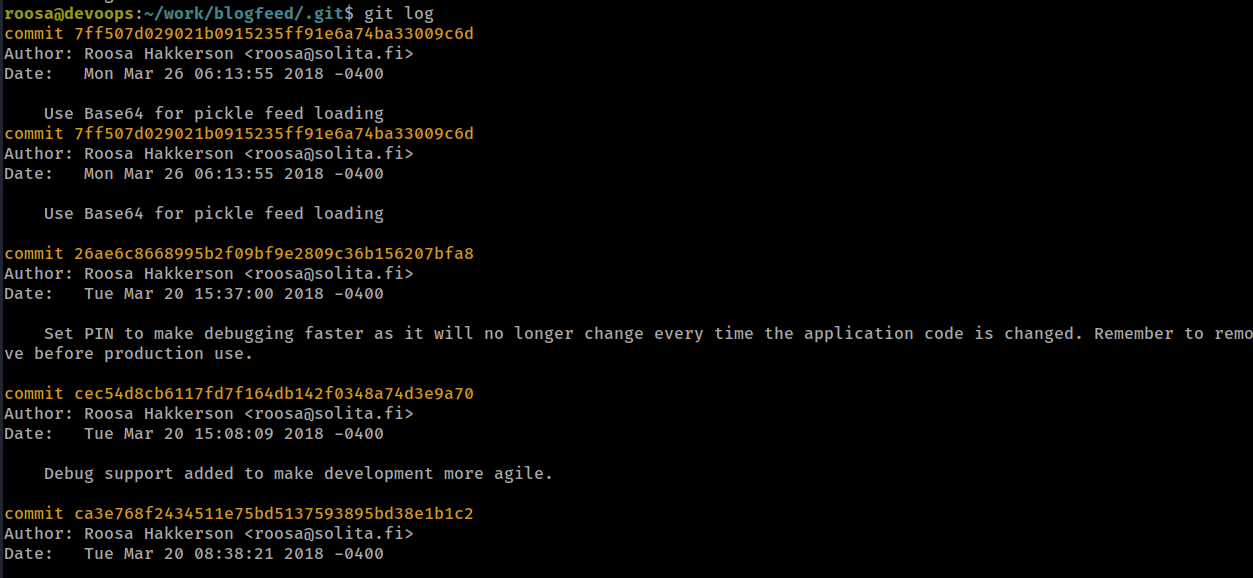 roosa@devoops:~/work/blogfeed/.git$ git log
commit 7ff507d029021b0915235ff91e6a74ba33009c6d
Author: Roosa Hakkerson <roosa@solita.fi>
Date:   Mon Mar 26 06:13:55 2018 -0400
    Use Base64 for pickle feed loading
commit 7ff507d029021b0915235ff91e6a74ba33009c6d
Author: Roosa Hakkerson <roosa@solita.fi>
Date:   Mon Mar 26 06:13:55 2018 -0400
    Use Base64 for pickle feed loading
commit 26ae6c8668995b2f09bf9e2809c36b156207bfa8
Author: Roosa Hakkerson <roosa@solita.fi>
Date:   Tue Mar 20 15:37:00 2018 -0400
    Set PIN to make debugging faster as it will no longer change every time the application code is changed. Remember to remo
ve before production use.
commit cec54d8cb6117fd7f164db142f0348a74d3e9a70
Author: Roosa Hakkerson <roosa@solita.fi>
Date:   Tue Mar 20 15:08:09 2018 -0400
    Debug support added to make development more agile.
commit ca3e768f2434511e75bd5137593895bd38e1b1c2
Author: Roosa Hakkerson <roosa@solita.fi>
Date:   Tue Mar 20 08:38:21 2018 -0400